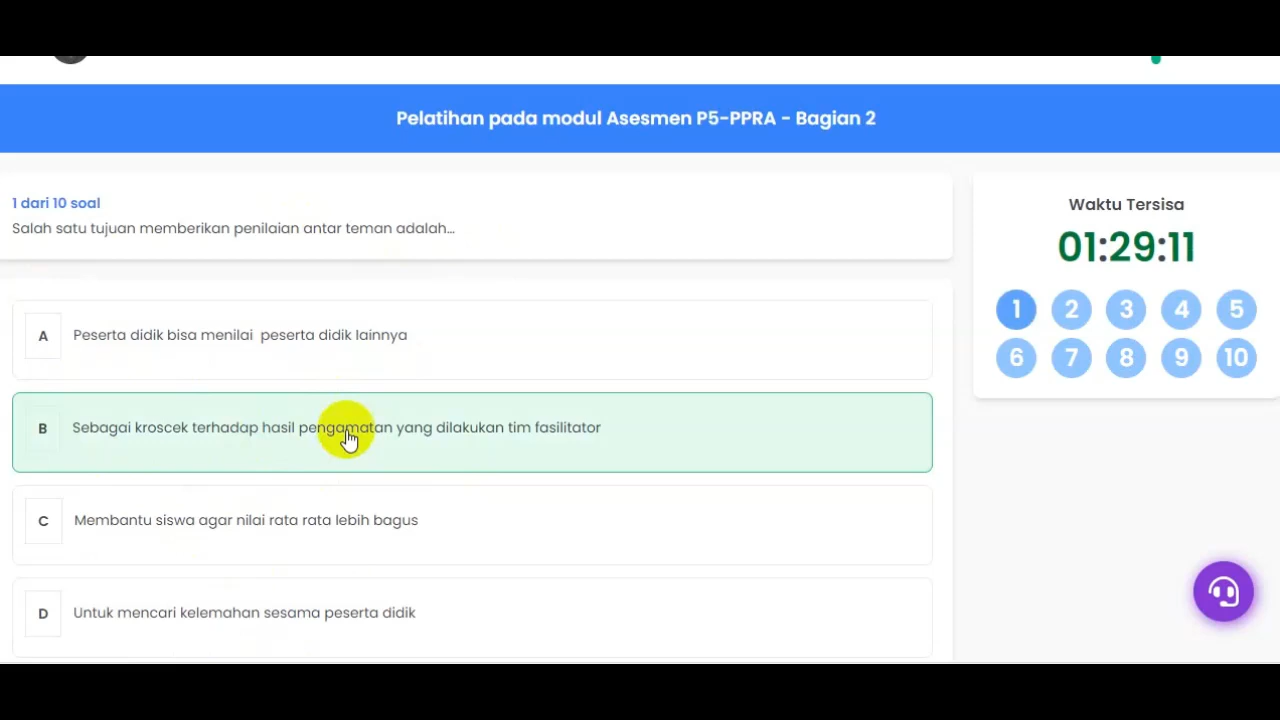 Pelatihan pada modul Asesmen P5-PPRA - Bagian 2
1 dari 10 soal
Salah satu tujuan memberikan penilaian antar teman adalah...
A Peserta didik bisa menilai peserta didik lainnya
B Sebagai kroscek terhadap hasil pengamatan yang dilakukan tim fasilitator
C Membantu siswa agar nilai rata rata lebih bagus
D Untuk mencari kelemahan sesama peserta didik
Waktu Tersisa
01:29:11
1 2 3 4 5
6 7 8 9 10